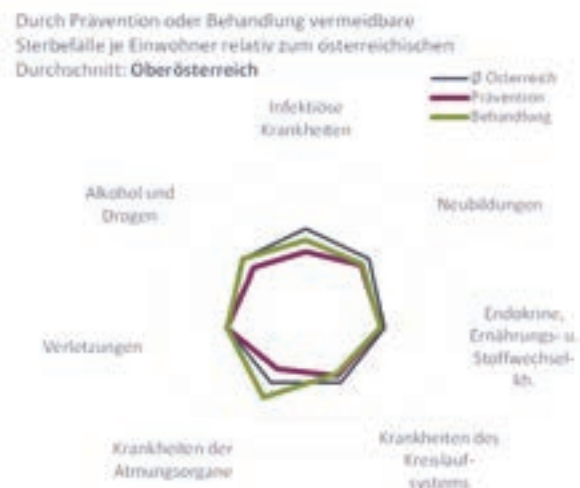 Durch Prävention oder Behandlung vermeidbare
Sterbefälle je Einwohner relativ zum österreichischen
Durchschnitt: Oberösterreich
Ø Österreich
Prävention
Behandlung
Infektiöse
Krankheiten
Alkohol und
Drogen
Neubildungen
Endokrine,
Ernährungs- u.
Stoffwechsel-
kh.
Verletzungen
Krankheiten der
Atmungsorgane
Krankheiten des
Kreislauf-
systems